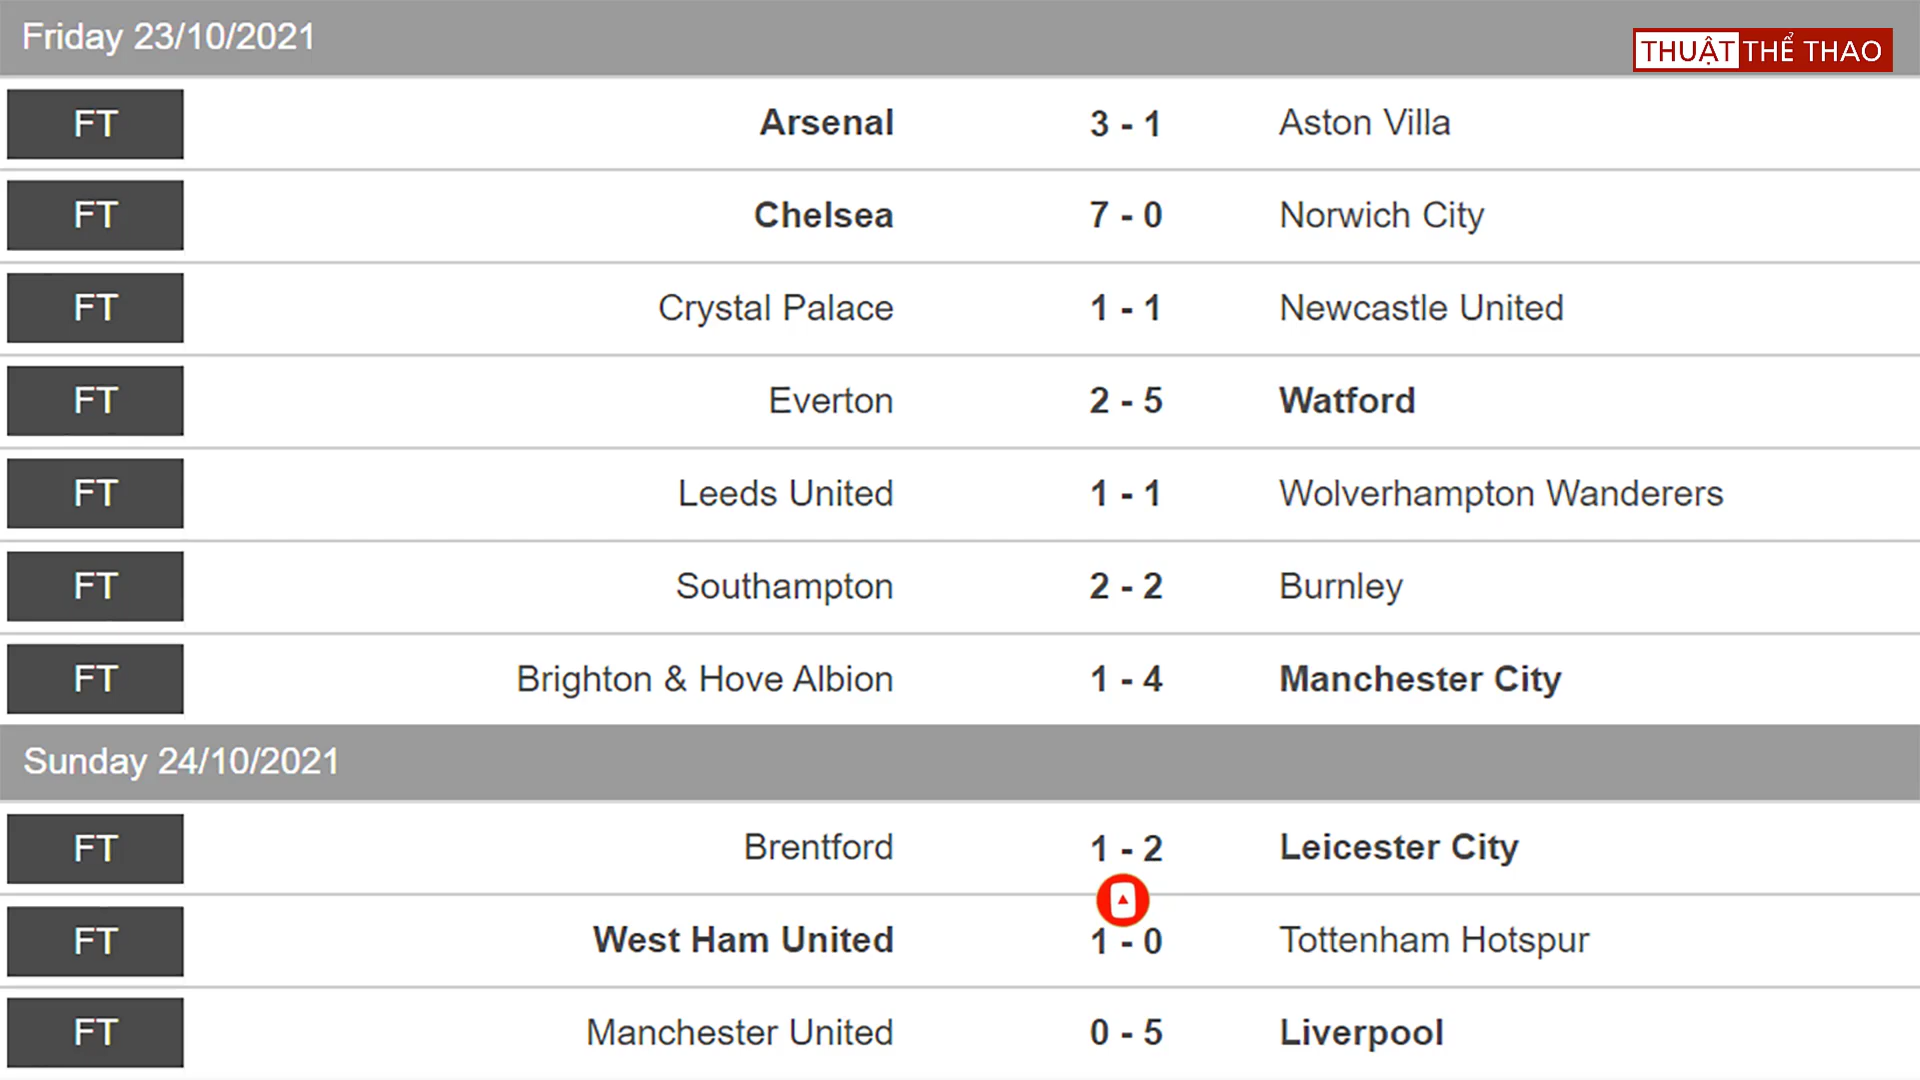 Friday 23/10/2021
THUẬT THỂ THAO
FT Arsenal 3 - 1 Aston Villa
FT Chelsea 7 - 0 Norwich City
FT Crystal Palace 1 - 1 Newcastle United
FT Everton 2 - 5 Watford
FT Leeds United 1 - 1 Wolverhampton Wanderers
FT Southampton 2 - 2 Burnley
FT Brighton & Hove Albion 1 - 4 Manchester City
Sunday 24/10/2021
FT Brentford 1 - 2 Leicester City
FT West Ham United 1 - 0 Tottenham Hotspur
FT Manchester United 0 - 5 Liverpool